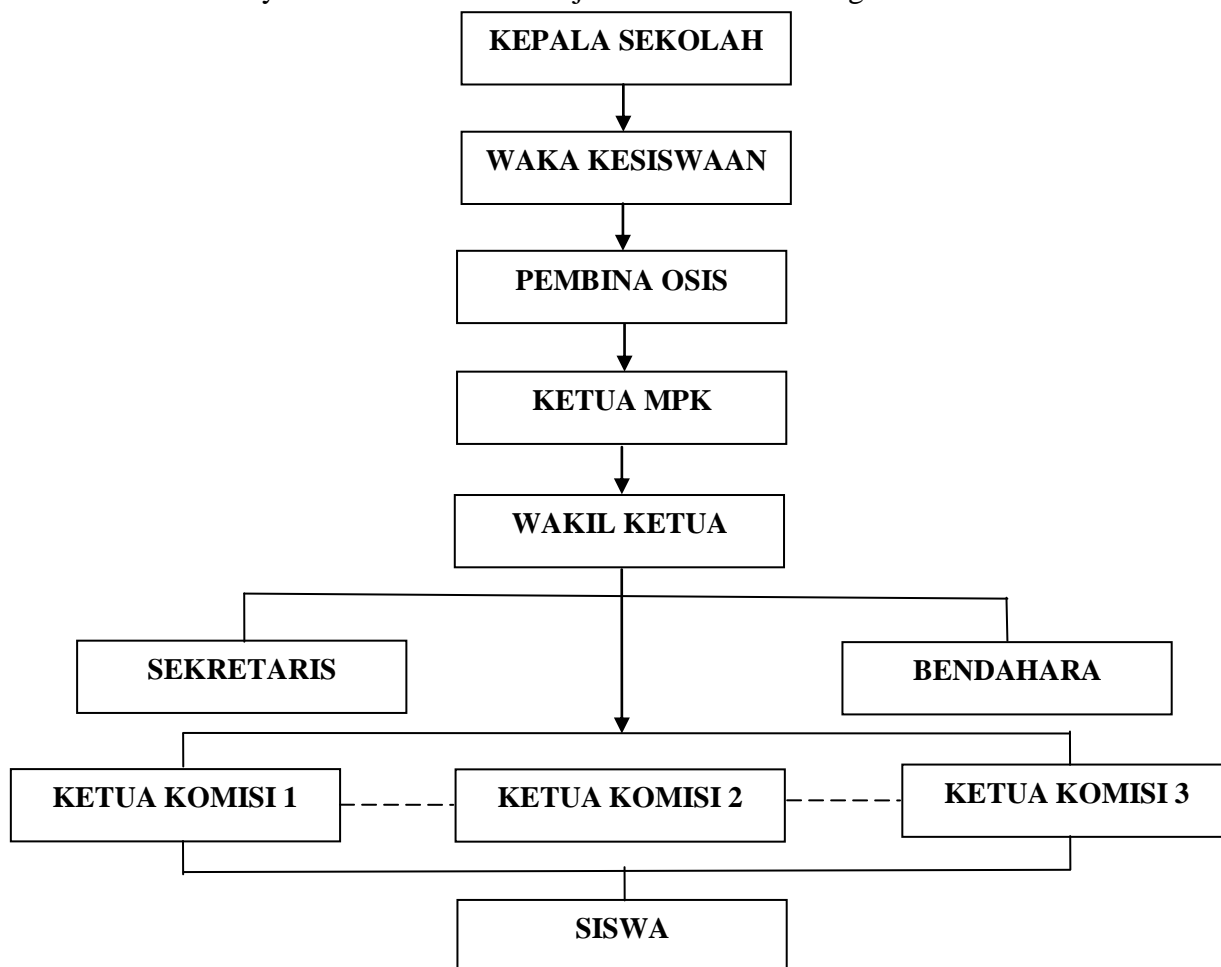 KEPALA SEKOLAH
WAKA KESISWAAN
PEMBINA OSIS
KETUA MPK
WAKIL KETUA
SEKRETARIS
BENDAHARA
KETUA KOMISI 1
KETUA KOMISI 2
KETUA KOMISI 3
SISWA